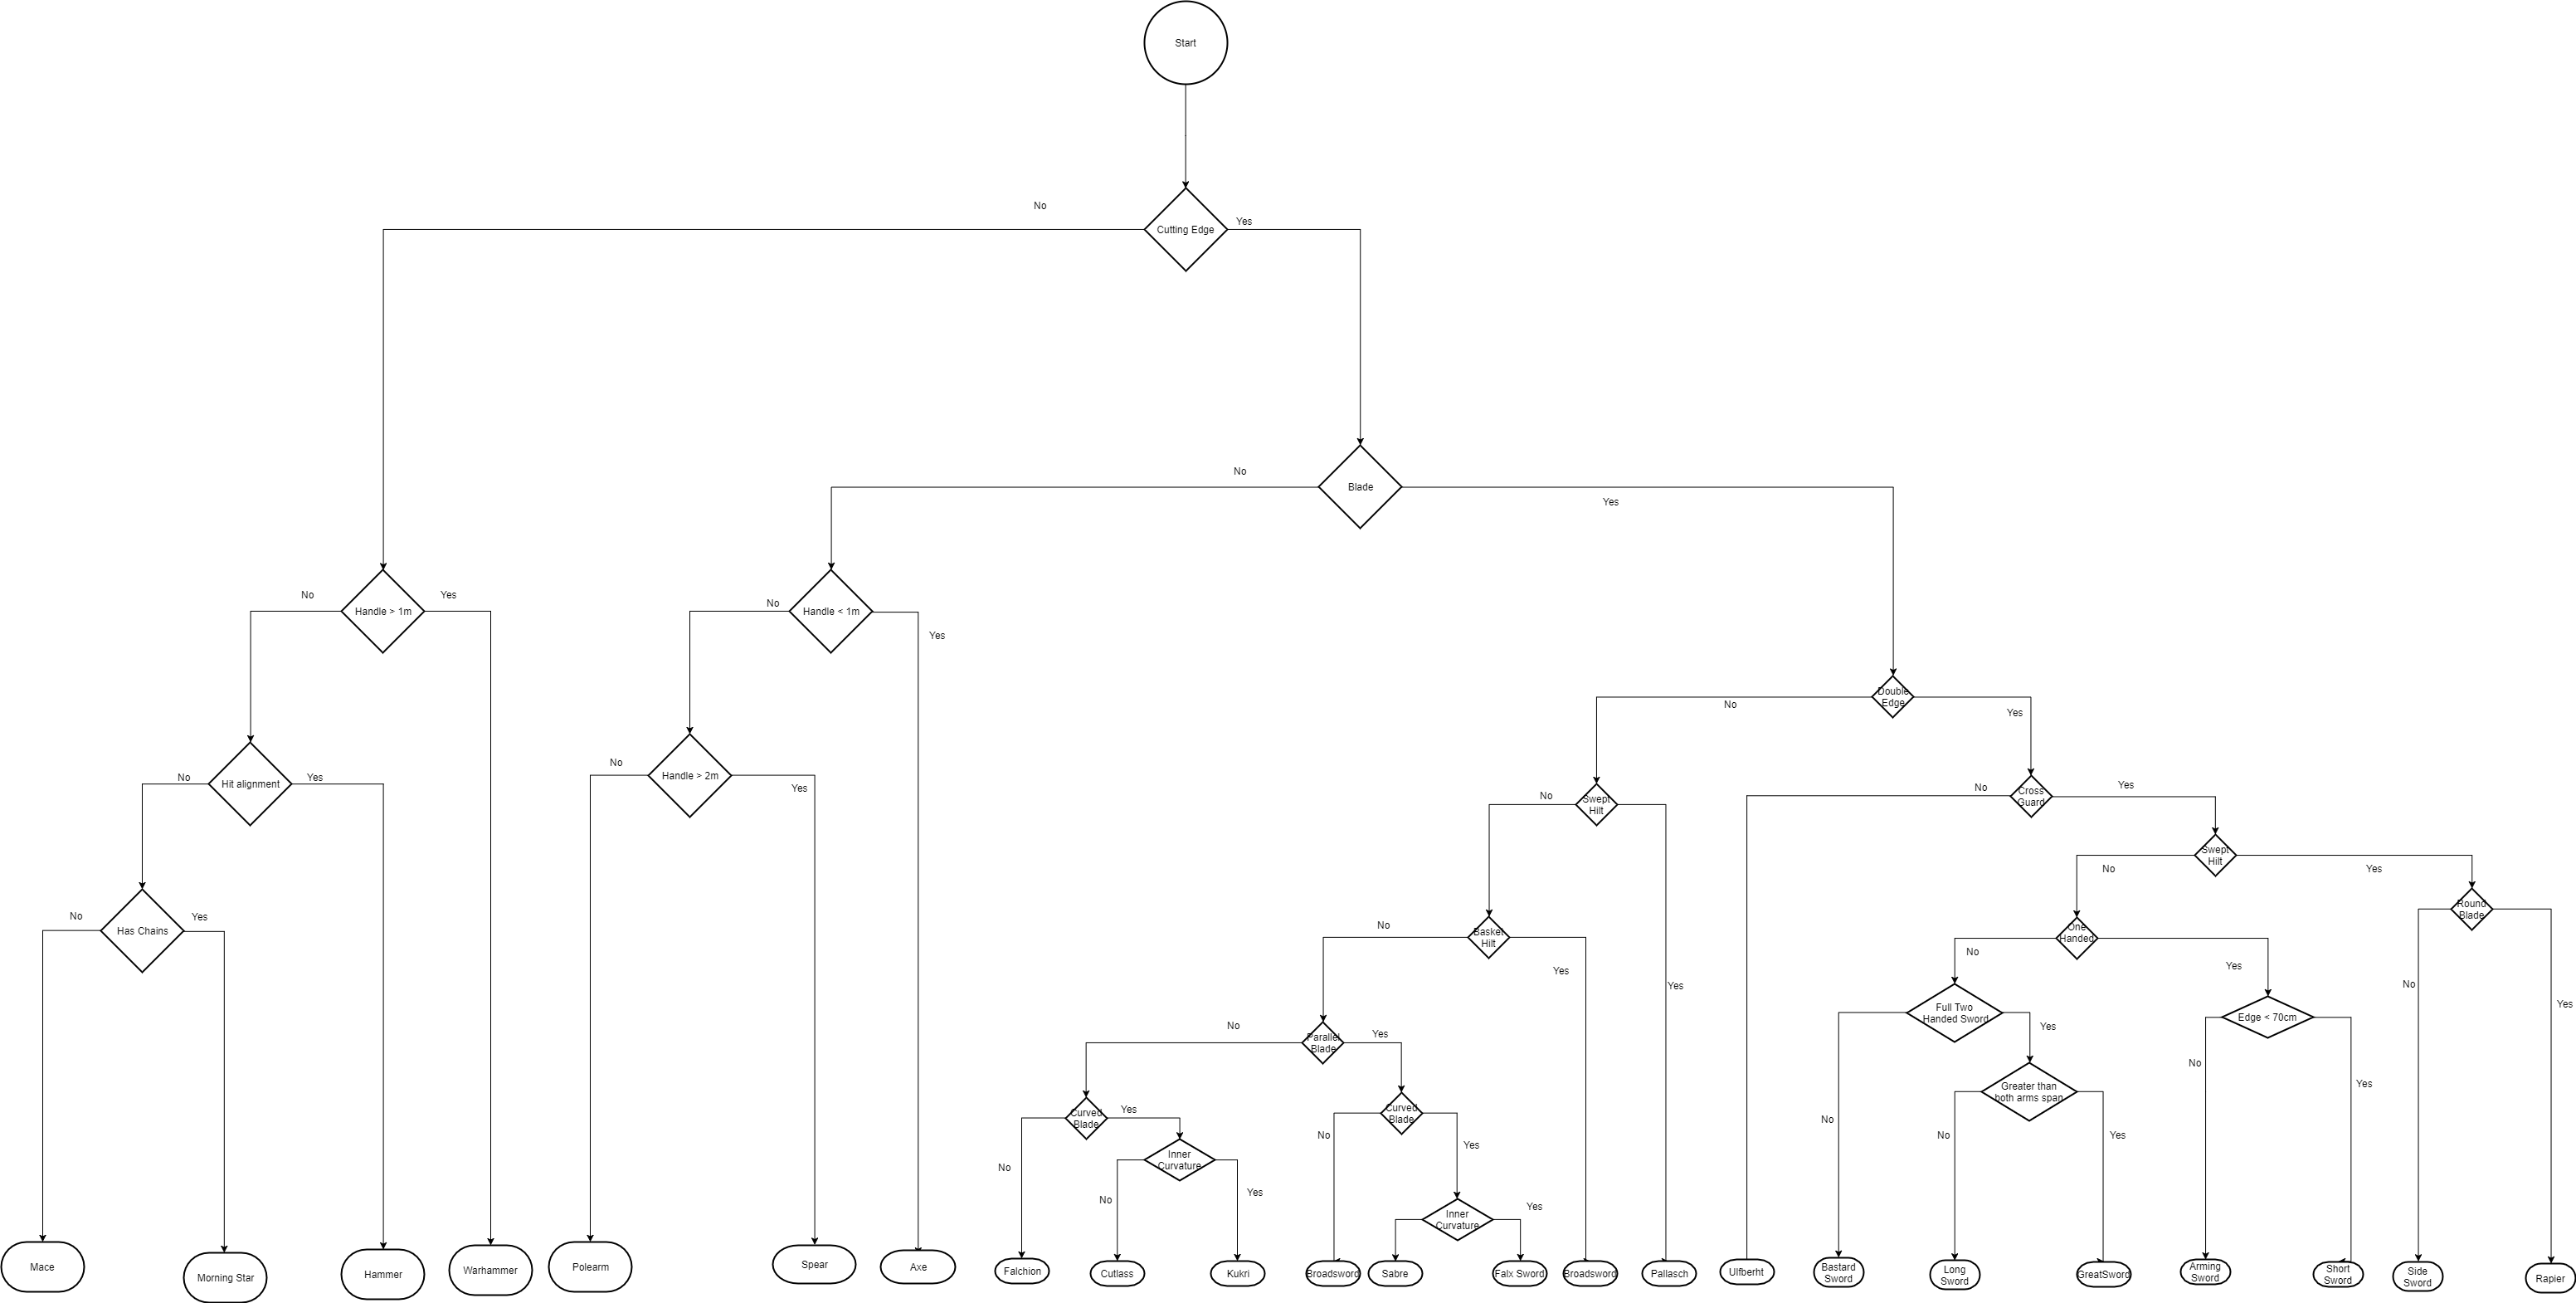 Start
No
Yes
Cutting Edge
No
Blade
Yes
No
Yes
Handle > 1m
No
Handle < 1m
Yes
Double
Edge
No
Yes
No
Yes
Hit alignment
No
Handle > 2m
Yes
No
Swept
Hilt
No
Cross
Guard
Yes
Swept
Hilt
No
Yes
No
Yes
Has Chains
No
Basket
Hilt
Yes
Yes
One
Handed
No
Yes
Round
Blade
No
Yes
No
Parallel
Blade
Yes
Full Two
Handed Sword
Yes
Edge < 70cm
No
Yes
Curved
Blade
Yes
No
Curved
Blade
No
Yes
Greater than
both arms span
No
No
Yes
Inner
Curvature
No
Yes
Inner
Curvature
Yes
Mace
Morning Star
Hammer
Warhammer
Polearm
Spear
Axe
Falchion
Cutlass
Kukri
Broadsword
Sabre
Falx Sword
Broadsword
Pallasch
Ulfberht
Bastard
Sword
Long
Sword
GreatSword
Arming
Sword
Short
Sword
Side
Sword
Rapier